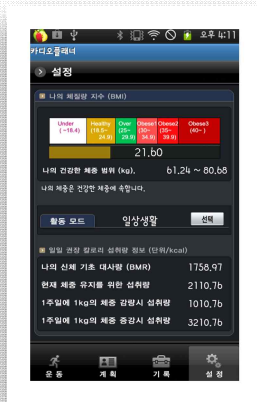 오후 4:11
카디오플래너
설정
나의 체질량 지수 (BMI)
Under Healthy Over Obese1 Obese2 Obese3
(~18.4) (18.5~24.9) (25~29.9) (30~34.9) (35~39.9) (40~ )
21.60
나의 건강한 체중 범위 (kg). 61.24 ~ 80.68
나의 체중은 건강한 체중에 속합니다.
활동 모드 일상생활 선택
일일 권장 칼로리 섭취량 정보 (단위/kcal)
나의 신체 기초 대사량 (BMR) 1758.97
현재 체중 유지를 위한 섭취량 2110.76
1주일에 1kg의 체중 감량시 섭취량 1010.76
1주일에 1kg의 체중 증감시 섭취량 3210.76
운 동 계 획 기 록 설 정